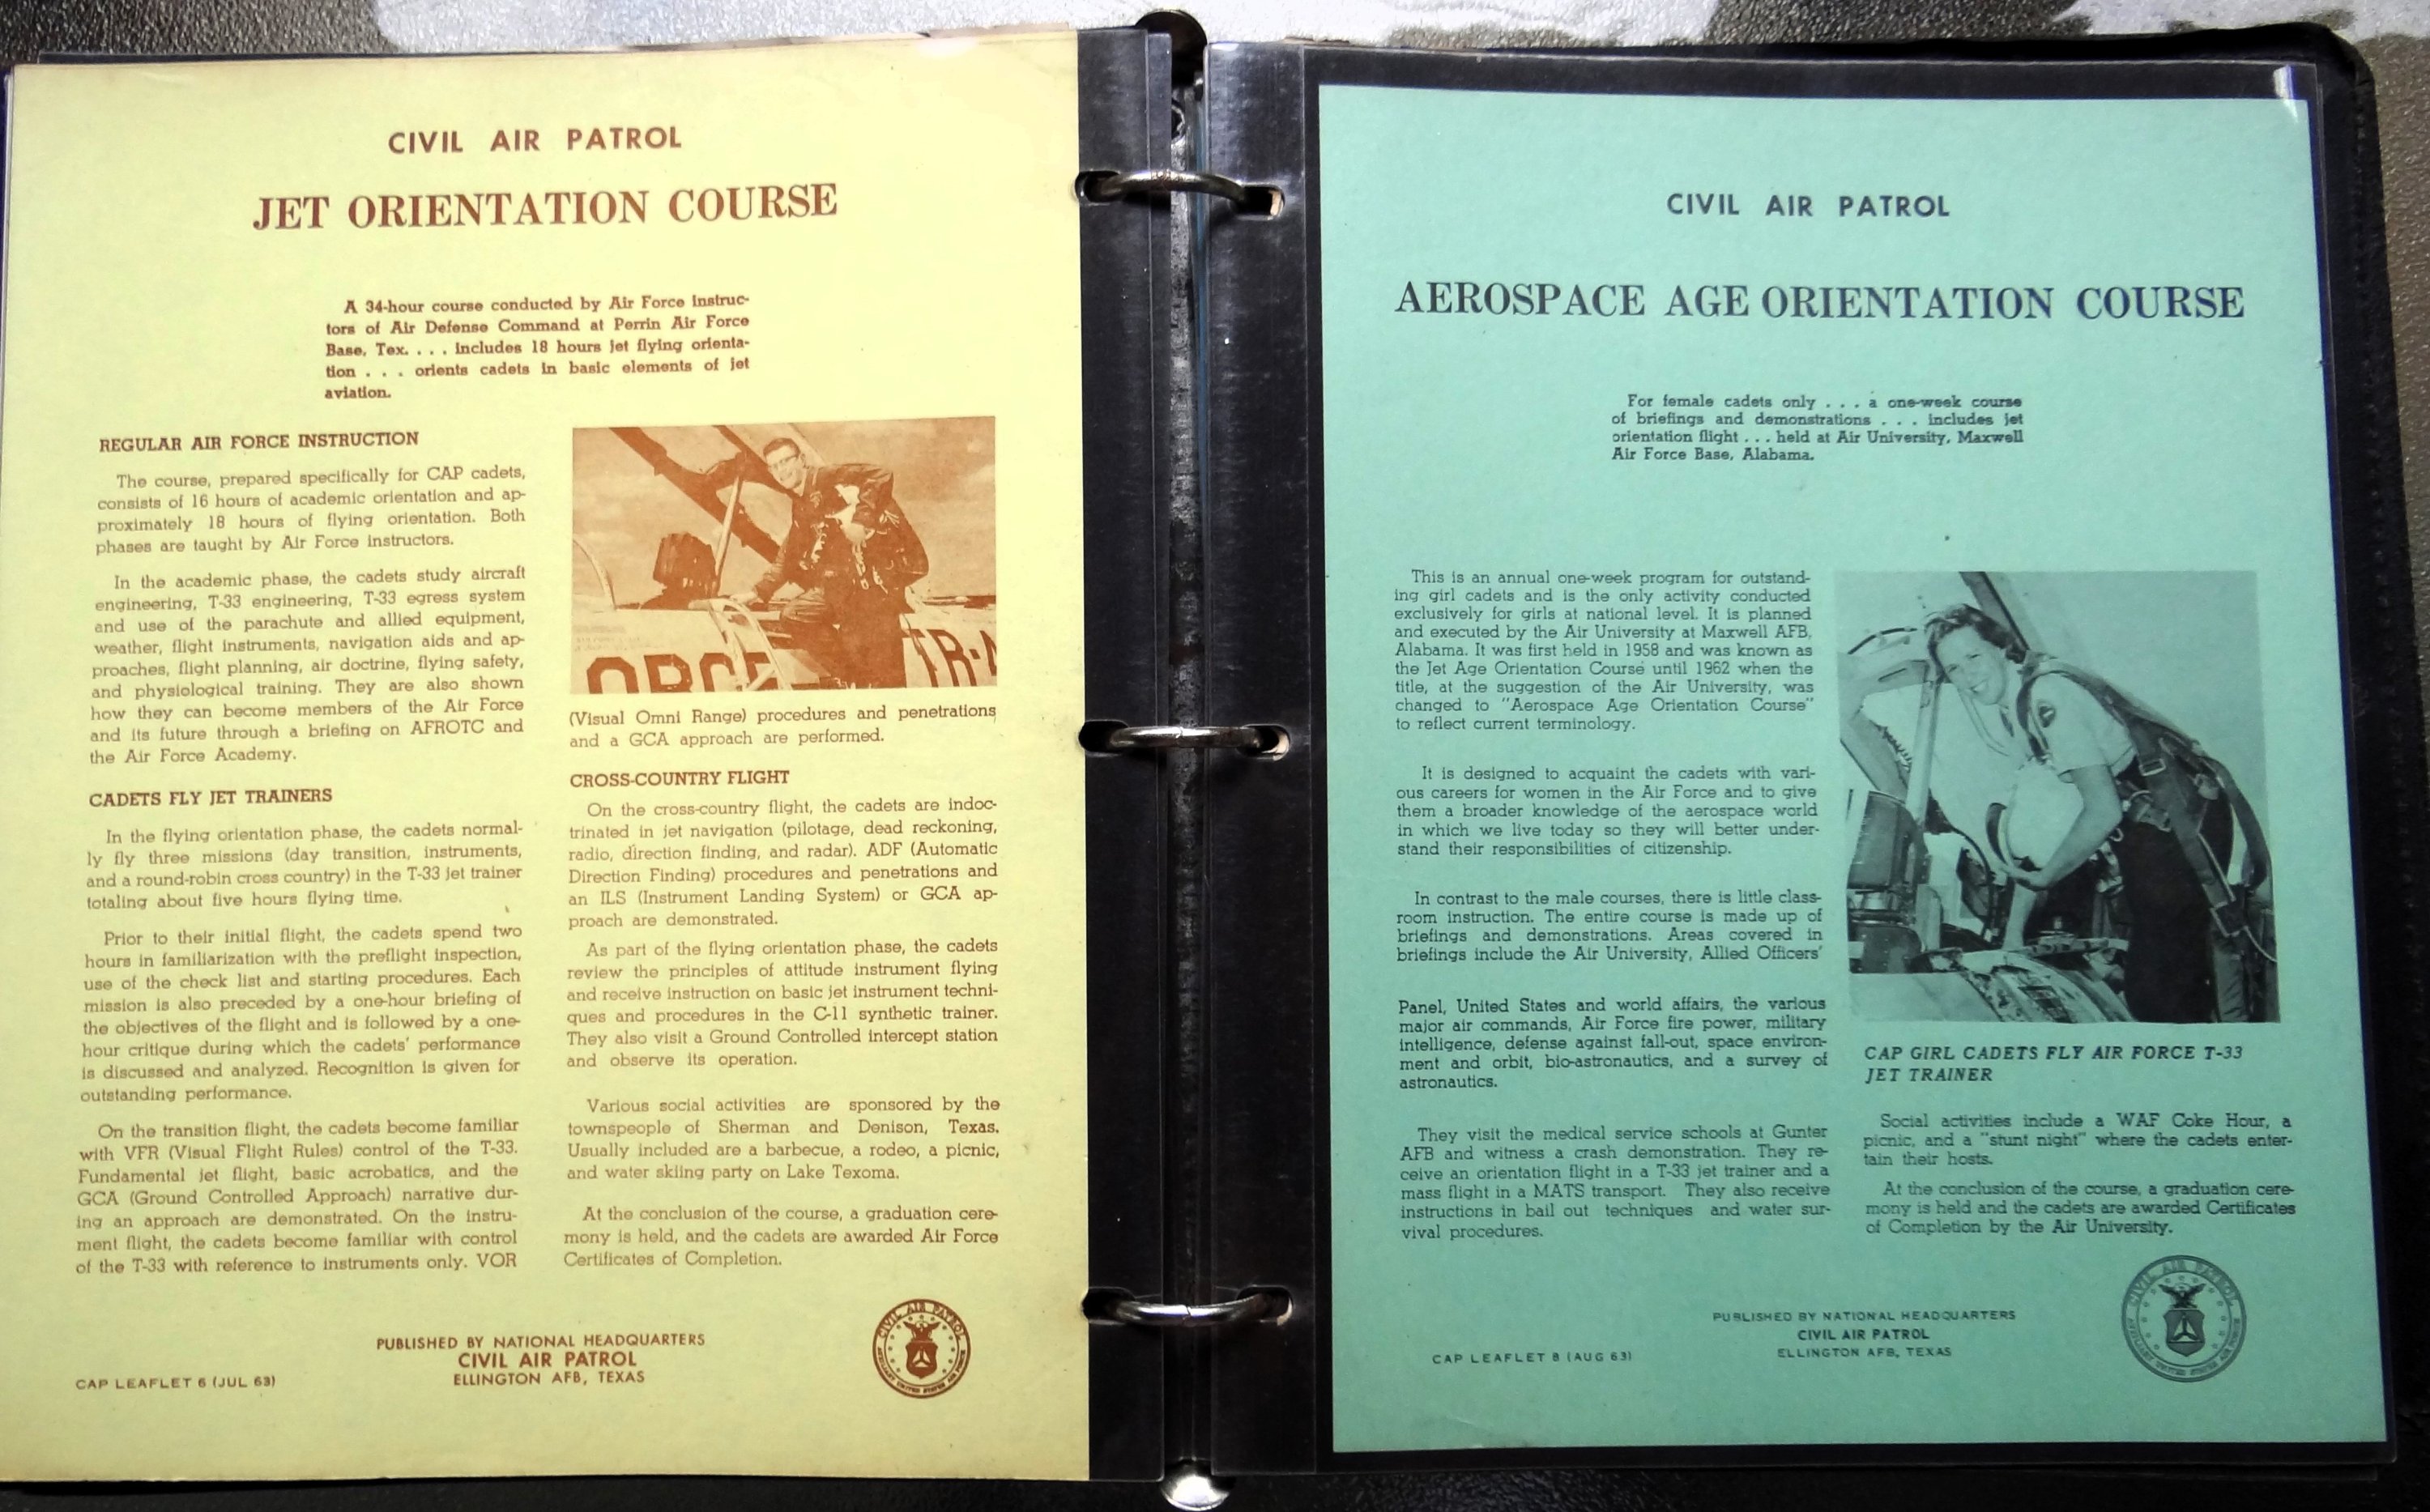 CIVIL AIR PATROL
JET ORIENTATION COURSE
A 34-hour course conducted by Air Force instruc-
tors of Air Defense Command at Perrin Air Force
Base, Tex. . . . includes 18 hours jet flying orienta-
tion . . . orients cadets in basic elements of jet
aviation.
REGULAR AIR FORCE INSTRUCTION
The course, prepared specifically for CAP cadets,
consists of 16 hours of academic orientation and ap-
proximately 18 hours of flying orientation. Both
phases are taught by Air Force instructors.
In the academic phase, the cadets study aircraft
engineering, T-33 engineering, T-33 egress system
and use of the parachute and allied equipment,
weather, flight instruments, navigation aids and ap-
proaches, flight planning, air doctrine, flying safety,
and physiological training. They are also shown
how they can become members of the Air Force
and its future through a briefing on AFROTC and
the Air Force Academy.
CADETS FLY JET TRAINERS
In the flying orientation phase, the cadets normal-
ly fly three missions (day transition, instruments,
and a round-robin cross country) in the T-33 jet trainer
totaling about five hours flying time.
Prior to their initial flight, the cadets spend two
hours in familiarization with the preflight inspection,
use of the check list and starting procedures. Each
mission is also preceded by a one-hour briefing of
the objectives of the flight and is followed by a one-
hour critique during which the cadets' performance
is discussed and analyzed. Recognition is given for
outstanding performance.
On the transition flight, the cadets become familiar
with VFR (Visual Flight Rules) control of the T-33.
Fundamental jet flight, basic acrobatics, and the
GCA (Ground Controlled Approach) narrative dur-
ing an approach are demonstrated. On the instru-
ment flight, the cadets become familiar with control
of the T-33 with reference to instruments only. VOR
ORCE TR-
(Visual Omni Range) procedures and penetrations
and a GCA approach are performed.
CROSS-COUNTRY FLIGHT
On the cross-country flight, the cadets are indoc-
trinated in jet navigation (pilotage, dead reckoning,
radio, direction finding, and radar). ADF (Automatic
Direction Finding) procedures and penetrations and
an ILS (Instrument Landing System) or GCA ap-
proach are demonstrated.
As part of the flying orientation phase, the cadets
review the principles of attitude instrument flying
and receive instruction on basic jet instrument techni-
ques and procedures in the C-11 synthetic trainer.
They also visit a Ground Controlled intercept station
and observe its operation.
Various social activities are sponsored by the
townspeople of Sherman and Denison, Texas.
Usually included are a barbecue, a rodeo, a picnic,
and water skiing party on Lake Texoma.
At the conclusion of the course, a graduation cere-
mony is held, and the cadets are awarded Air Force
Certificates of Completion.
PUBLISHED BY NATIONAL HEADQUARTERS
CIVIL AIR PATROL
ELLINGTON AFB, TEXAS
CAP LEAFLET 6 (JUL 63)
CIVIL AIR PATROL
AUXILIARY UNITED STATES AIR FORCE
CIVIL AIR PATROL
AEROSPACE AGE ORIENTATION COURSE
For female cadets only . . . a one-week course
of briefings and demonstrations . . . includes jet
orientation flight . . . held at Air University, Maxwell
Air Force Base, Alabama.
This is an annual one-week program for outstand-
ing girl cadets and is the only activity conducted
exclusively for girls at national level. It is planned
and executed by the Air University at Maxwell AFB,
Alabama. It was first held in 1958 and was known as
the Jet Age Orientation Course until 1962 when the
title, at the suggestion of the Air University, was
changed to "Aerospace Age Orientation Course"
to reflect current terminology.
It is designed to acquaint the cadets with vari-
ous careers for women in the Air Force and to give
them a broader knowledge of the aerospace world
in which we live today so they will better under-
stand their responsibilities of citizenship.
In contrast to the male courses, there is little class-
room instruction. The entire course is made up of
briefings and demonstrations. Areas covered in
briefings include the Air University, Allied Officers'
Panel, United States and world affairs, the various
major air commands, Air Force fire power, military
intelligence, defense against fall-out, space environ-
ment and orbit, bio-astronautics, and a survey of
astronautics.
They visit the medical service schools at Gunter
AFB and witness a crash demonstration. They re-
ceive an orientation flight in a T-33 jet trainer and a
mass flight in a MATS transport. They also receive
instructions in bail out techniques and water sur-
vival procedures.
CAP GIRL CADETS FLY AIR FORCE T-33
JET TRAINER
Social activities include a WAF Coke Hour, a
picnic, and a "stunt night" where the cadets enter-
tain their hosts.
At the conclusion of the course, a graduation cere-
mony is held and the cadets are awarded Certificates
of Completion by the Air University.
PUBLISHED BY NATIONAL HEADQUARTERS
CIVIL AIR PATROL
ELLINGTON AFB, TEXAS
CAP LEAFLET 8 (AUG 63)
CIVIL AIR PATROL
AUXILIARY UNITED STATES AIR FORCE